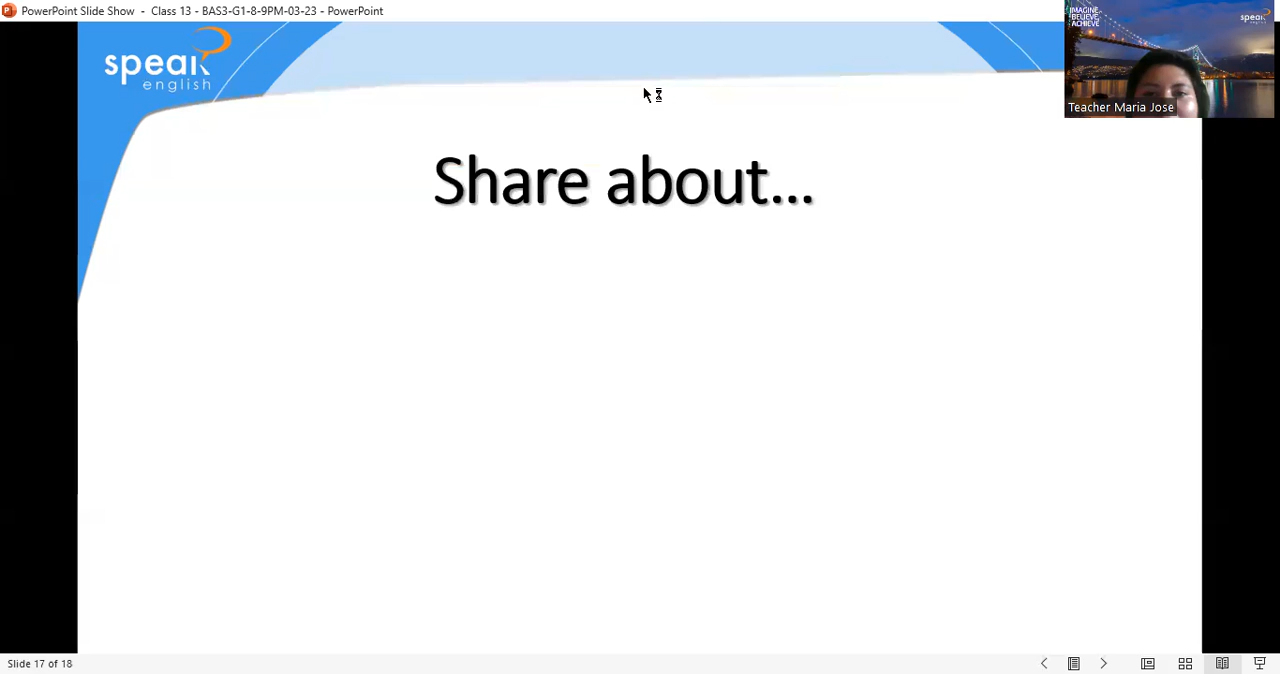 PowerPoint Slide Show - Class 13 - BAS3-G1-8-9PM-03-23 - PowerPoint
IMAGINE
BELIEVE
ACHIEVE
speak
speak
english
Teacher Maria Jose
Share about...
Slide 17 of 18